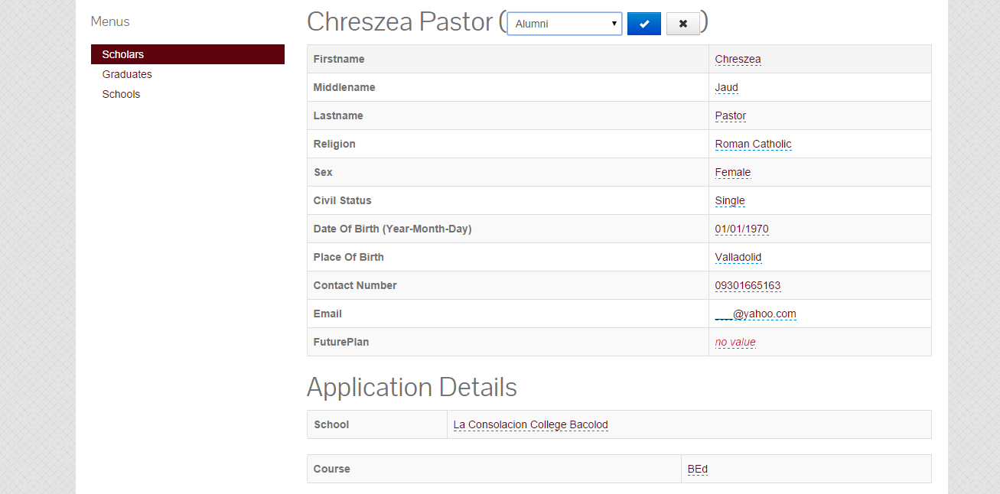 Menus
Scholars
Graduates
Schools
Chreszea Pastor ( Alumni )
Firstname Chreszea
Middlename Jaud
Lastname Pastor
Religion Roman Catholic
Sex Female
Civil Status Single
Date Of Birth (Year-Month-Day) 01/01/1970
Place Of Birth Valladolid
Contact Number 09301665163
Email ___@yahoo.com
FuturePlan no value
Application Details
School La Consolacion College Bacolod
Course BEd